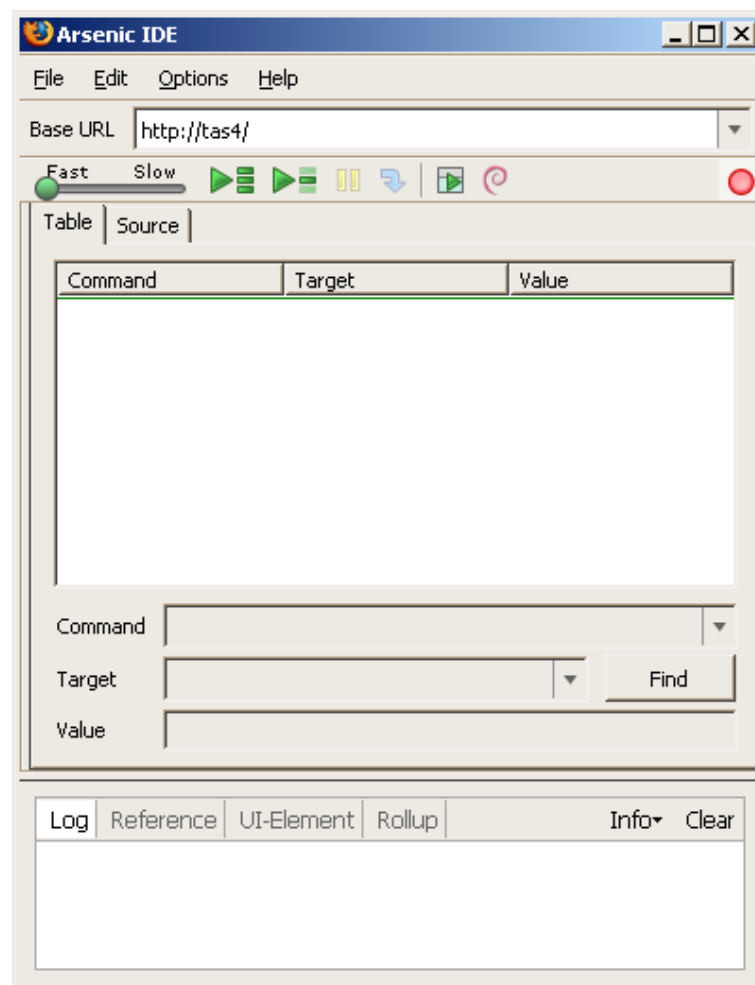 Arsenic IDE
File Edit Options Help
Base URL http://tas4/
Fast Slow
Table Source
Command Target Value
Command
Target Find
Value
Log Reference UI-Element Rollup Info Clear